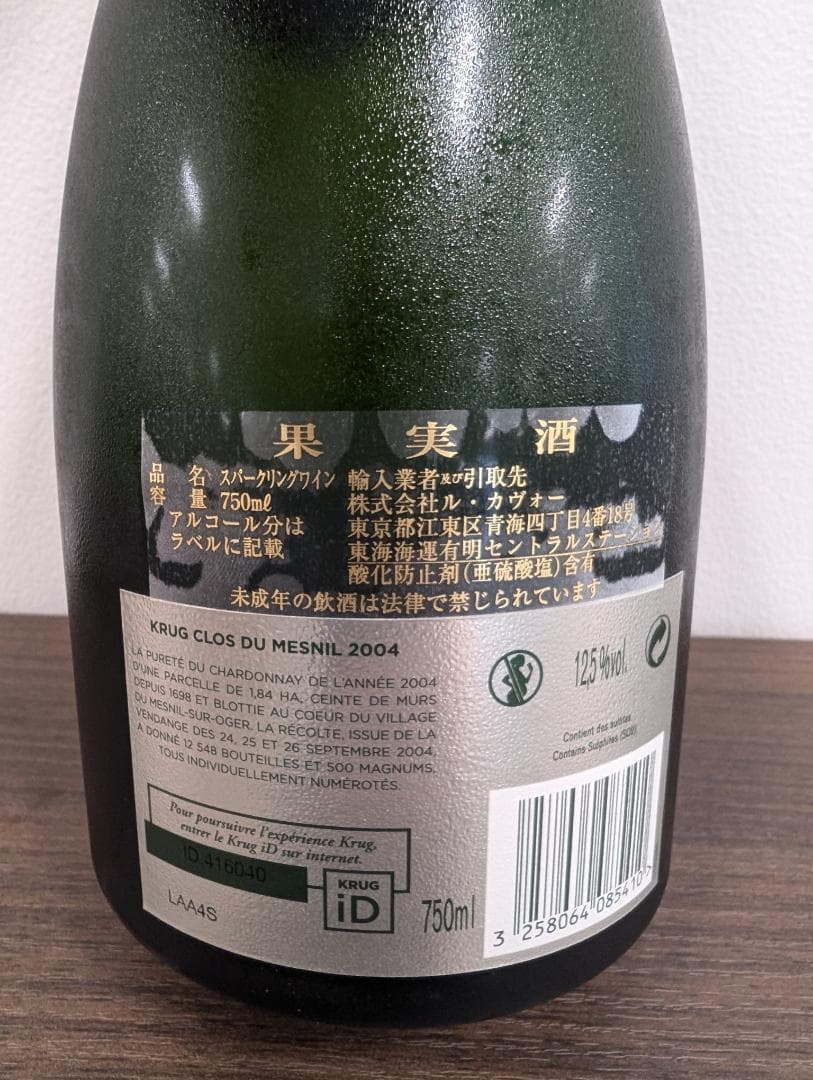 果実酒
品名 スパークリングワイン
容量 750mℓ
アルコール分は
ラベルに記載
輸入業者及び引取先
株式会社ル・カヴォー
東京都江東区青海四丁目4番18号
東海海運有明セントラルステーション
酸化防止剤(亜硫酸塩)含有
未成年の飲酒は法律で禁じられています
KRUG CLOS DU MESNIL 2004
LA PURETÉ DU CHARDONNAY DE L'ANNÉE 2004
D'UNE PARCELLE DE 1,84 HA, CEINTE DE MURS
DEPUIS 1698 ET BLOTTIE AU COEUR DU VILLAGE
DU MESNIL-SUR-OGER. LA RÉCOLTE, ISSUE DE LA
VENDANGE DES 24, 25 ET 26 SEPTEMBRE 2004,
A DONNÉ 12 548 BOUTEILLES ET 500 MAGNUMS,
TOUS INDIVIDUELLEMENT NUMÉROTÉS.
12,5 %vol.
Contient des sulfites
Contains Sulphites (SO2)
Pour poursuivre l'expérience Krug,
entrer le Krug iD sur internet.
ID 416040
KRUG
iD
LAA4S
750ml
3 258064 085410 >